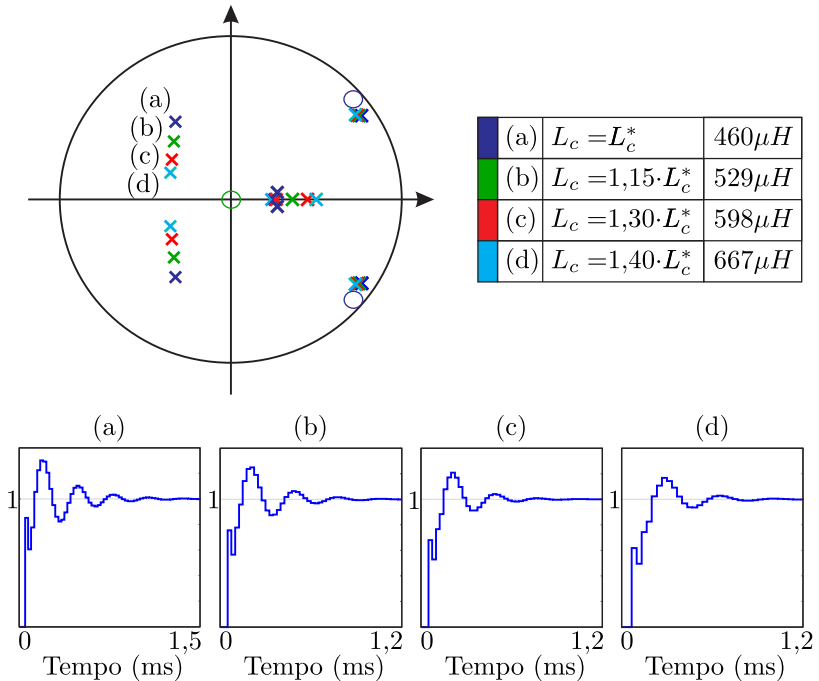 (a)
(b)
(c)
(d)
(a) L_c =L_c^* 460μH
(b) L_c =1,15·L_c^* 529μH
(c) L_c =1,30·L_c^* 598μH
(d) L_c =1,40·L_c^* 667μH
(a) (b) (c) (d)
1 1 1 1
0 1,5 0 1,2 0 1,2 0 1,2
Tempo (ms) Tempo (ms) Tempo (ms) Tempo (ms)